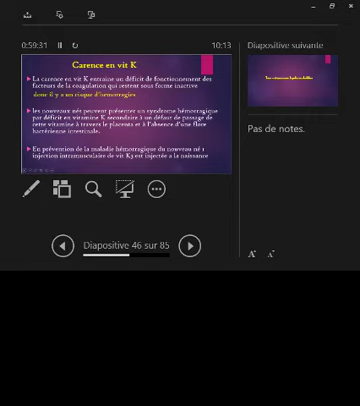 0:59:31
10:13
Diapositive suivante
Carence en vit K
La carence en vit K entraine un déficit de fonctionnement des
facteurs de la coagulation qui restent sous forme inactive
donc il y a un risque d'hémorragies
les nouveaux nés peuvent présenter un syndrome hémorragique
par déficit en vitamine K secondaire à un défaut de passage de
cette vitamine à travers le placenta et à l'absence d'une flore
bactérienne intestinale.
En prévention de la maladie hémorragique du nouveau né 1
injection intramusculaire de vit K1 est injectée a la naissance
Pas de notes.
Diapositive 46 sur 85
A A